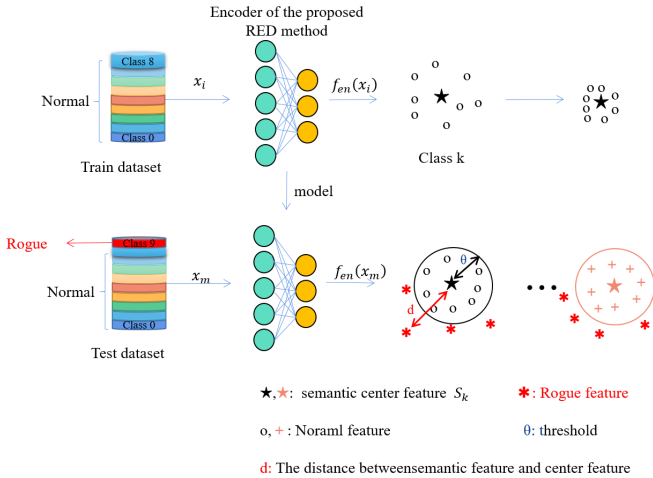 Encoder of the proposed
RED method
Class 8
Normal
x_i
f_en(x_i)
Class 0
Train dataset
Class k
model
Rogue
Class 9
Normal
x_m
f_en(x_m)
θ
d
Class 0
Test dataset
★,★: semantic center feature S_k
✱: Rogue feature
o, + : Noraml feature
θ: threshold
d: The distance betweensemantic feature and center feature